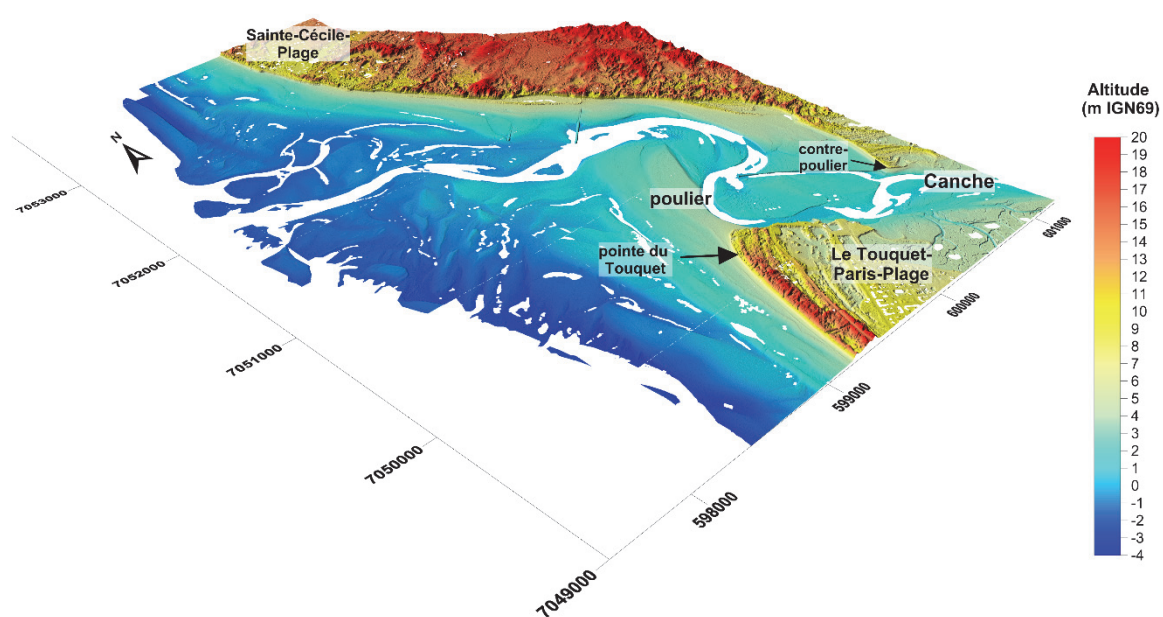 Sainte-Cécile-
Plage
N
contre-
poulier
Canche
poulier
pointe du
Touquet
Le Touquet-
Paris-Plage
7053000
7052000
7051000
7050000
7049000
598000
599000
600000
601000
Altitude
(m IGN69)
20
19
18
17
16
14
13
12
11
10
9
8
7
6
4
3
2
1
0
-1
-2
-3
-4